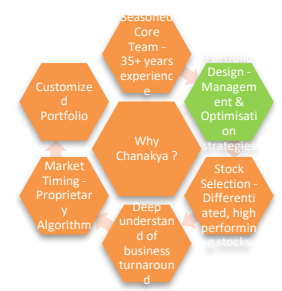 Seasoned
Core
Team -
35+ years
experienc
e
Portfolio
Design -
Managem
ent &
Optimisati
on
strategies
Stock
Selection -
Differenti
ated, high
performin
g stocks
Deep
understan
d of
business
turnaroun
d
Market
Timing -
Proprietar
y
Algorithm
Customize
d
Portfolio
Why
Chanakya ?